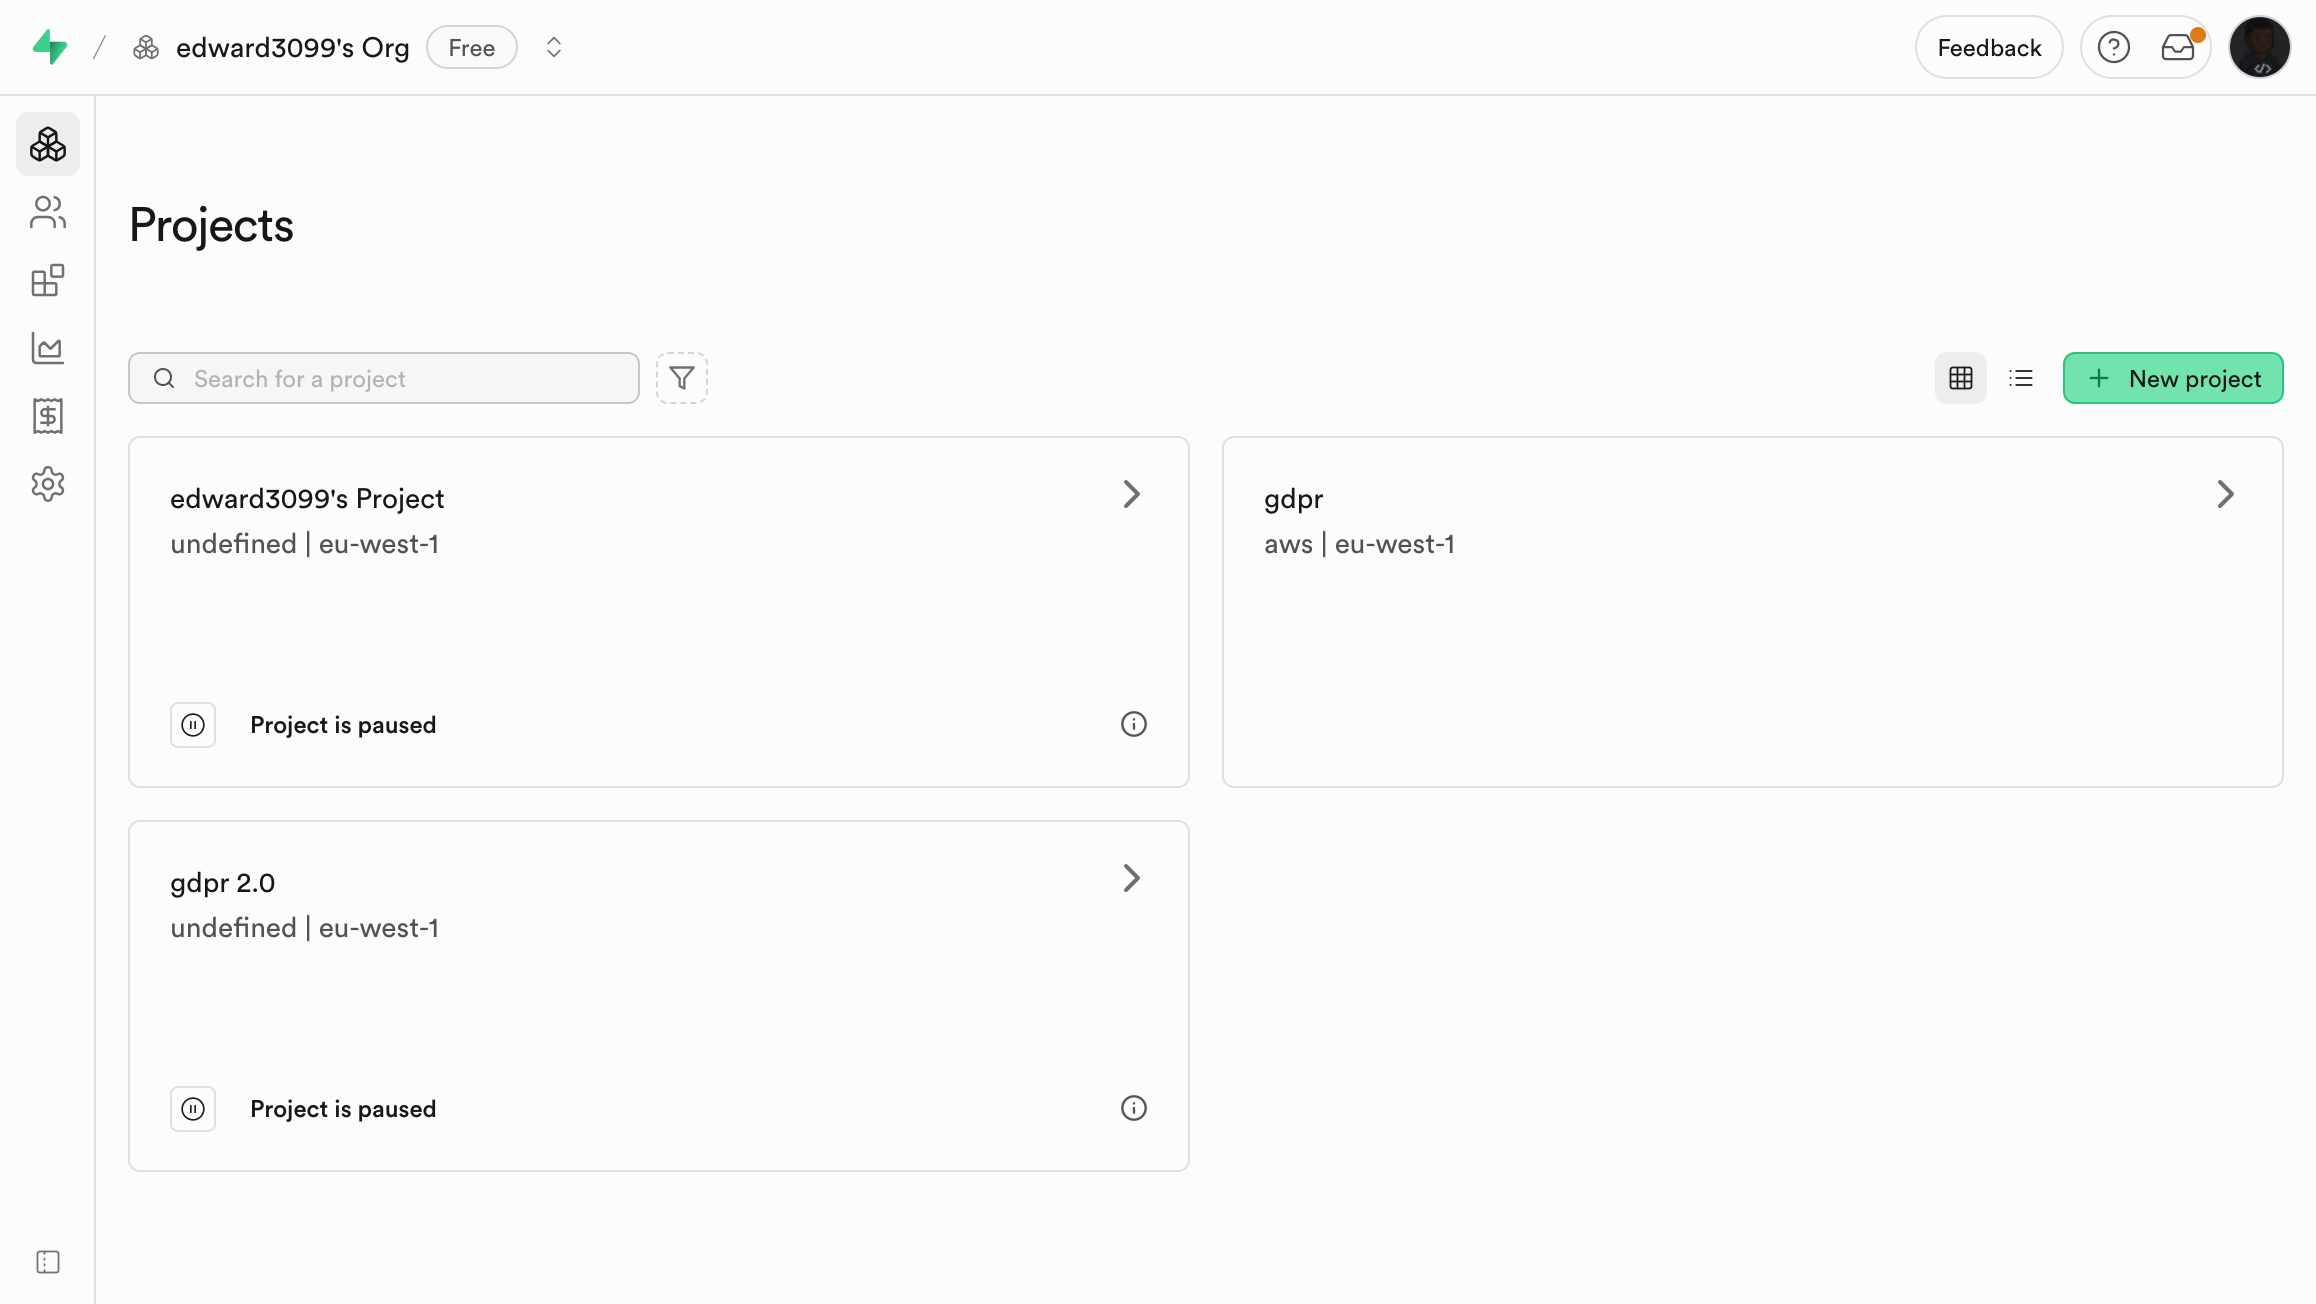 edward3099's Org
Free
Feedback
Projects
Search for a project
New project
edward3099's Project
undefined | eu-west-1
Project is paused
gdpr
aws | eu-west-1
gdpr 2.0
undefined | eu-west-1
Project is paused